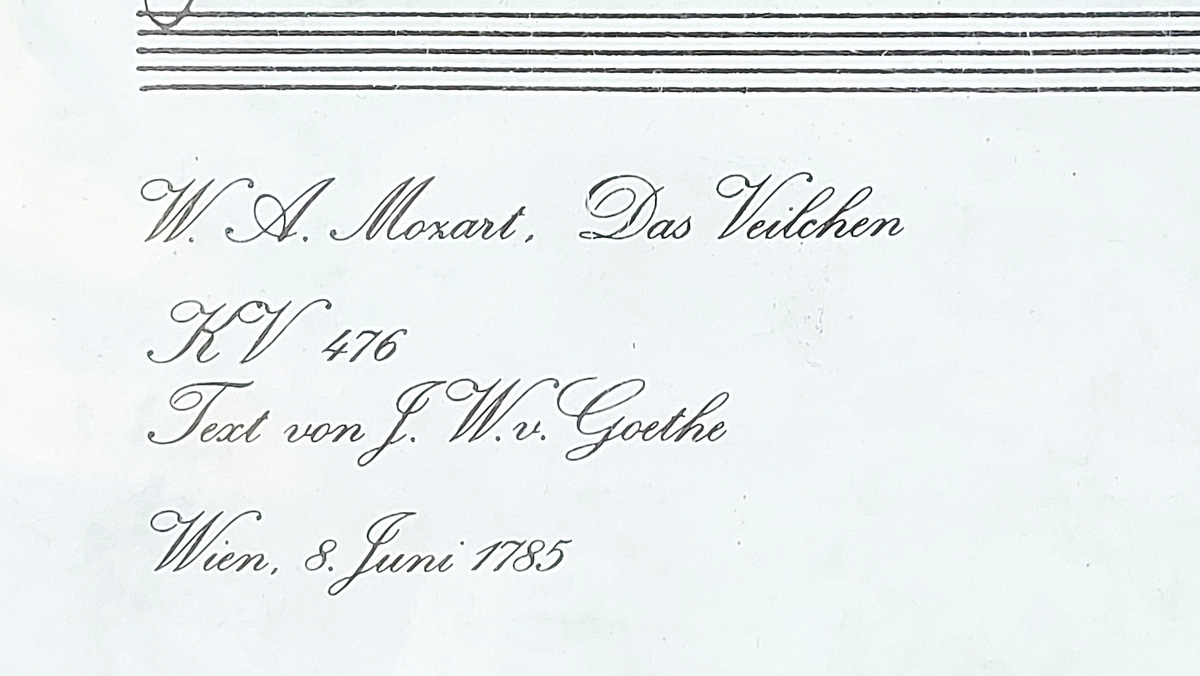 W. A. Mozart, Das Veilchen
KV 476
Text von J. W. v. Goethe
Wien, 8. Juni 1785